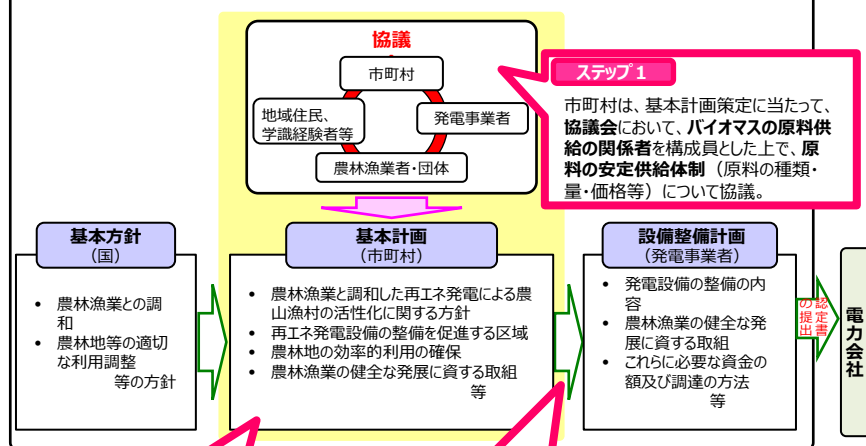 協議
市町村
地域住民、
学識経験者等
発電事業者
農林漁業者・団体
ステップ１
市町村は、基本計画策定に当たって、
協議会において、バイオマスの原料供
給の関係者を構成員とした上で、原
料の安定供給体制（原料の種類・
量・価格等）について協議。
基本方針
（国）
• 農林漁業との調
和
• 農林地等の適切
な利用調整
等の方針
基本計画
（市町村）
• 農林漁業と調和した再エネ発電による農
山漁村の活性化に関する方針
• 再エネ発電設備の整備を促進する区域
• 農林地の効率的利用の確保
• 農林漁業の健全な発展に資する取組
等
設備整備計画
（発電事業者）
• 発電設備の整備の内
容
• 農林漁業の健全な発
展に資する取組
• これらに必要な資金の
額及び調達の方法
等
認定書
の提出
電力会社